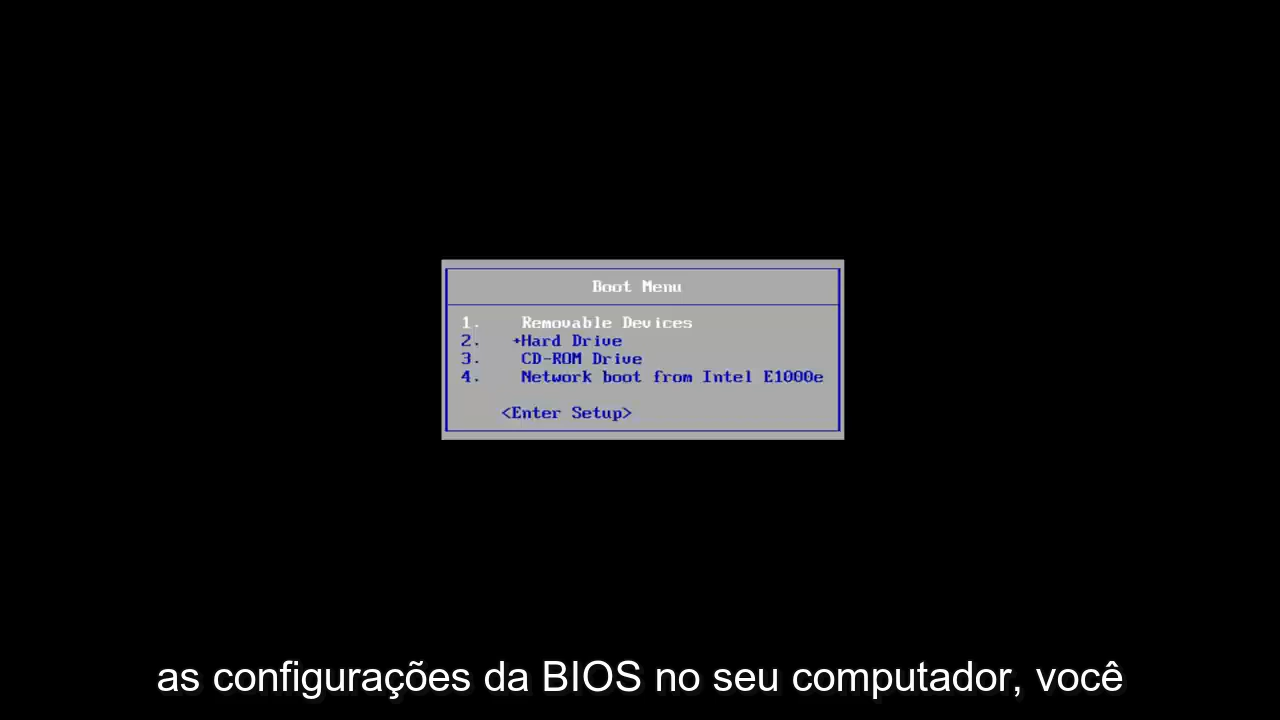 Boot Menu
1. Removable Devices
2. +Hard Drive
3. CD-ROM Drive
4. Network boot from Intel E1000e
<Enter Setup>
as configurações da BIOS no seu computador, você